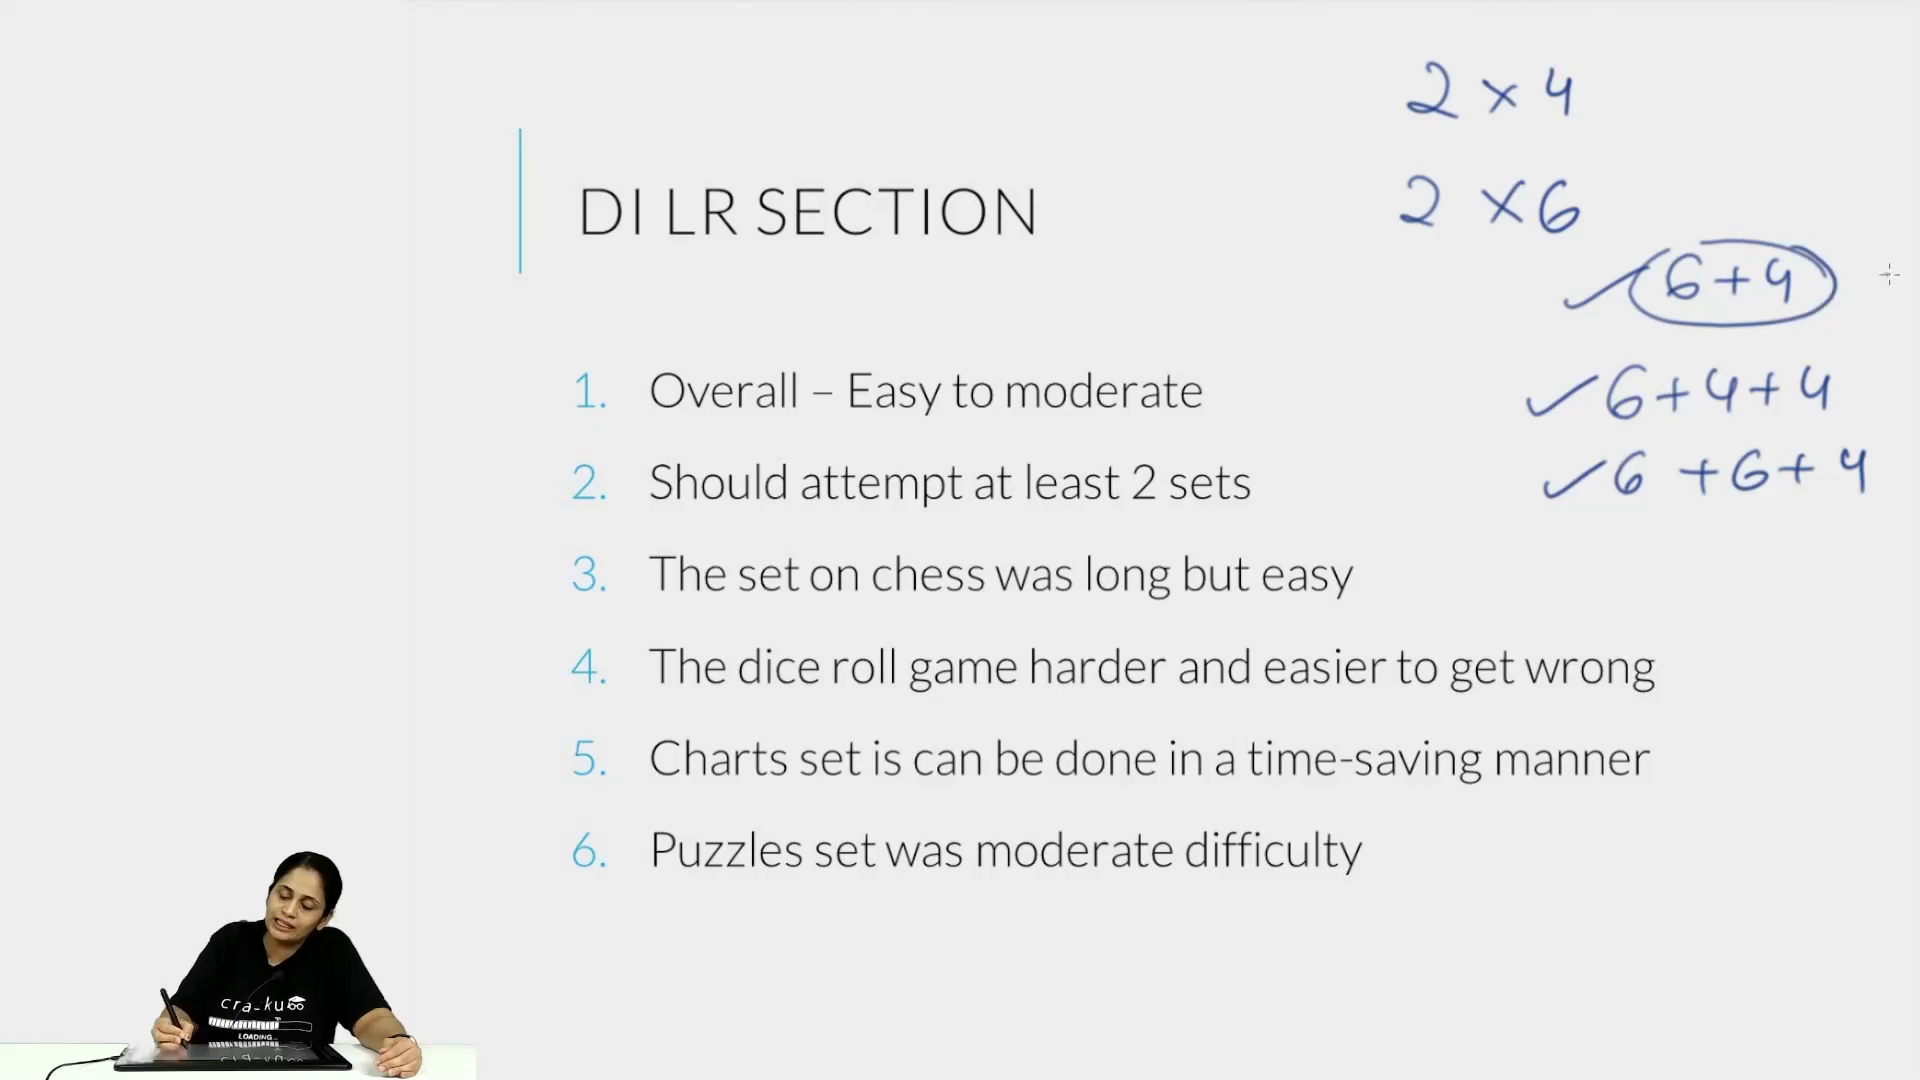 2 × 4
2 × 6
DI LR SECTION
6+4
1. Overall – Easy to moderate
6+4+4
2. Should attempt at least 2 sets
6 +6+ 4
3. The set on chess was long but easy
4. The dice roll game harder and easier to get wrong
5. Charts set is can be done in a time-saving manner
6. Puzzles set was moderate difficulty
cra_ku
LOADING...